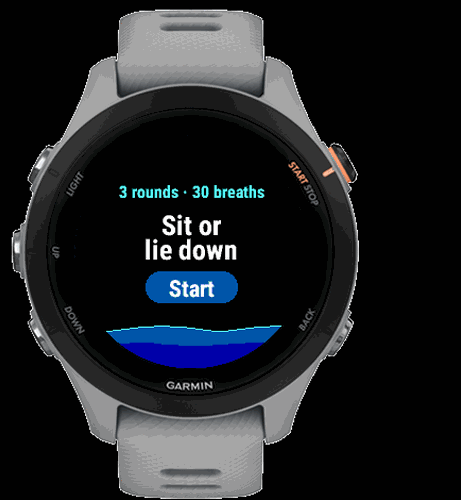 3 rounds · 30 breaths
Sit or
lie down
Start
LIGHT
START STOP
UP
DOWN
BACK
GARMIN